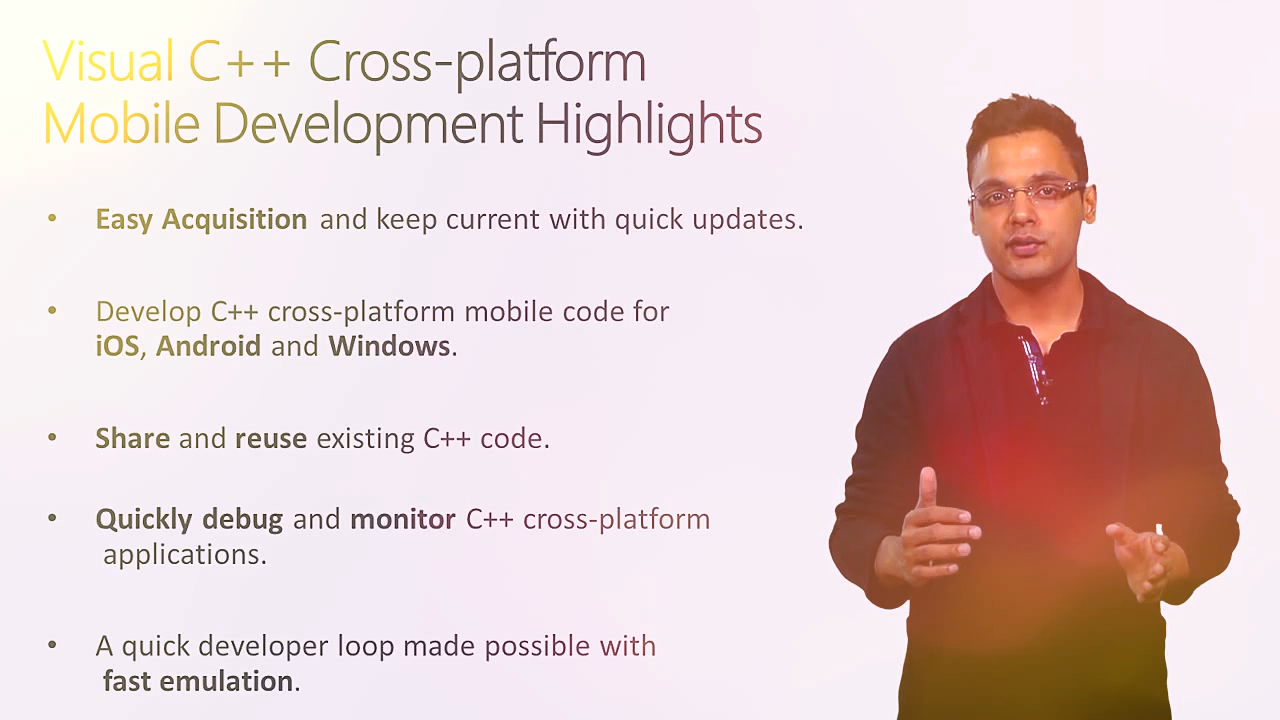 Visual C++ Cross-platform
Mobile Development Highlights
• Easy Acquisition and keep current with quick updates.
• Develop C++ cross-platform mobile code for
iOS, Android and Windows.
• Share and reuse existing C++ code.
• Quickly debug and monitor C++ cross-platform
applications.
• A quick developer loop made possible with
fast emulation.